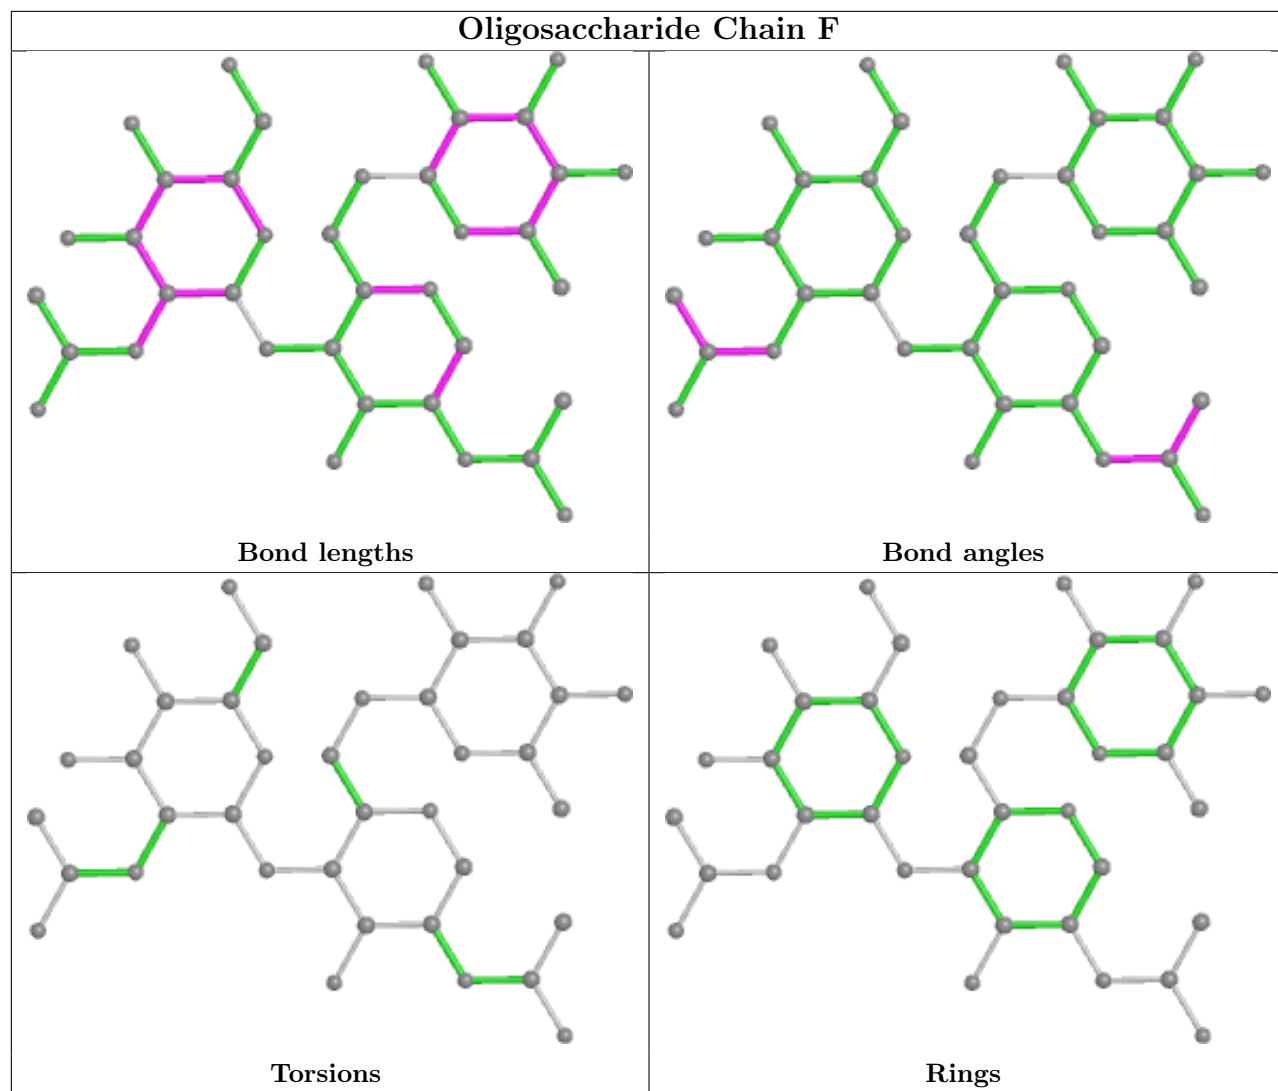 Oligosaccharide Chain F
Bond lengths
Bond angles
Torsions
Rings